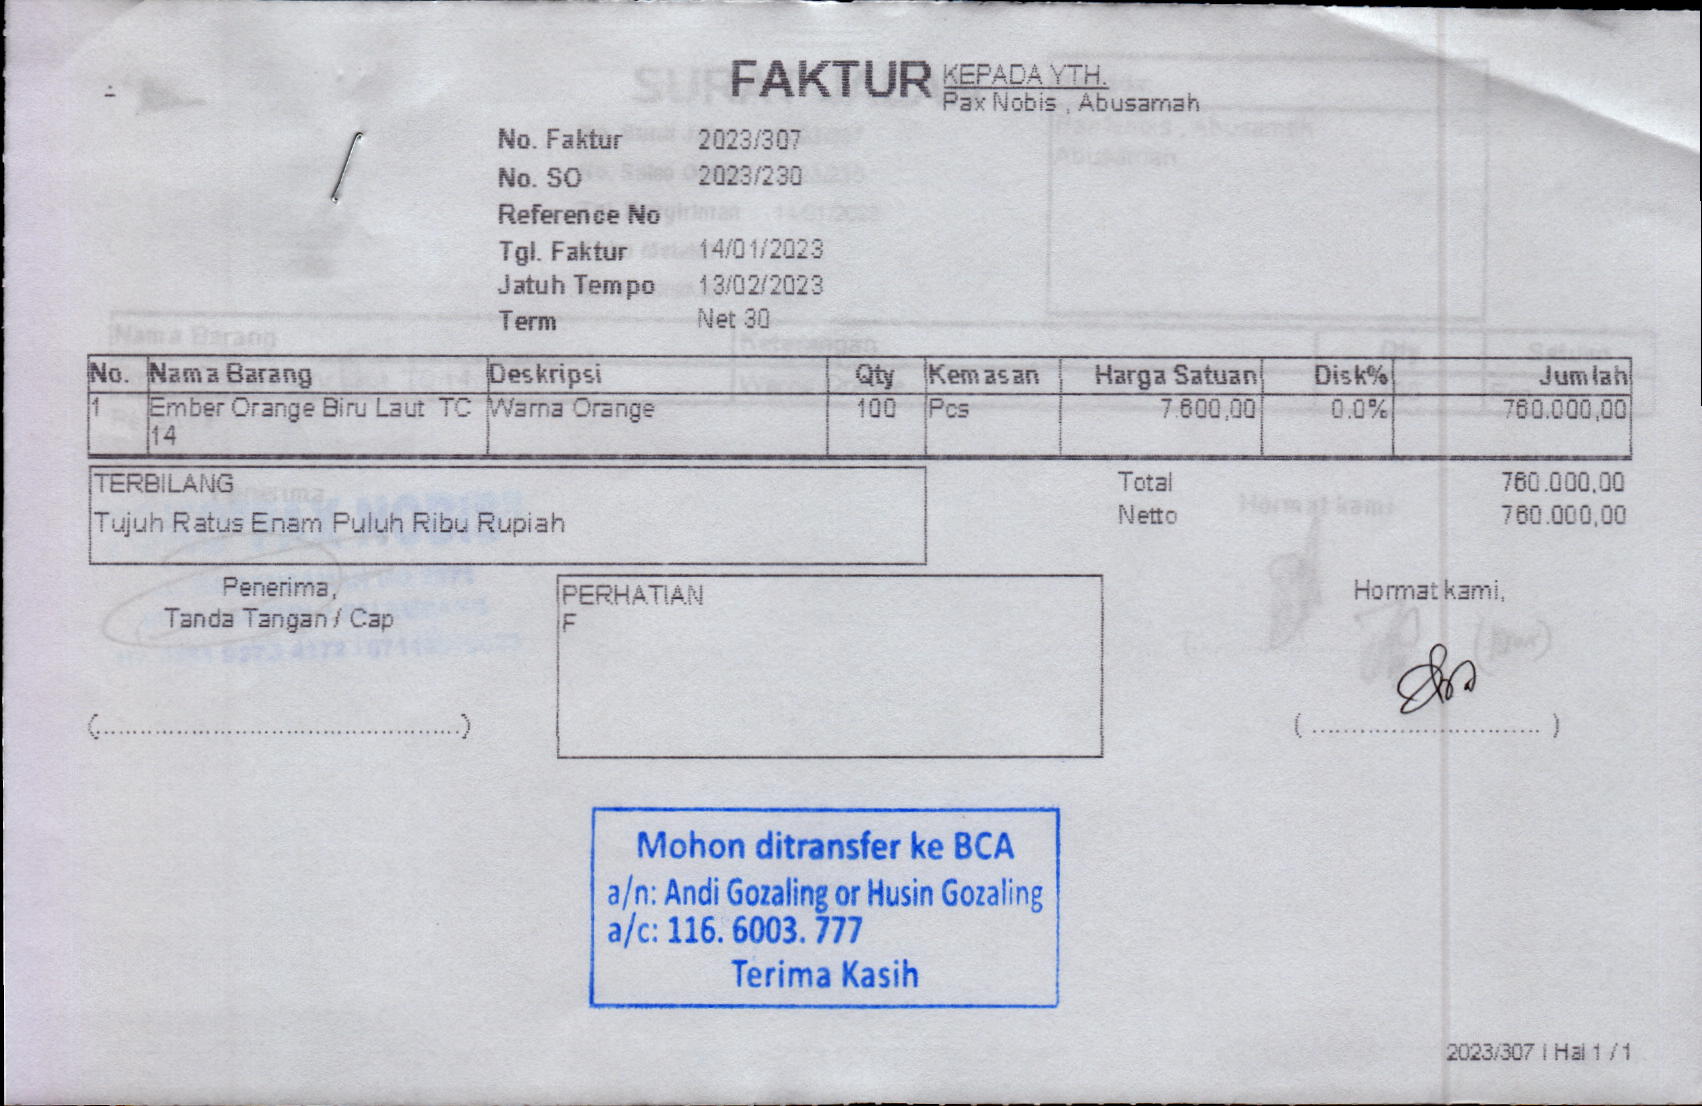 FAKTUR
KEPADA YTH.
Pax Nobis , Abusamah
No. Faktur 2023/307
No. SO 2023/230
Reference No
Tgl. Faktur 14/01/2023
Jatuh Tempo 13/02/2023
Term Net 30
No. Nama Barang Deskripsi Qty Kemasan Harga Satuan Disk% Jumlah
1 Ember Orange Biru Laut TC Warna Orange 100 Pcs 7.600,00 0.0% 760.000,00
14
TERBILANG
Tujuh Ratus Enam Puluh Ribu Rupiah
Total 760.000,00
Netto 760.000,00
Penerima,
Tanda Tangan / Cap
PERHATIAN
F
Hormat kami,
(................................................)
( ............................. )
Mohon ditransfer ke BCA
a/n: Andi Gozaling or Husin Gozaling
a/c: 116. 6003. 777
Terima Kasih
2023/307 | Hal 1 / 1